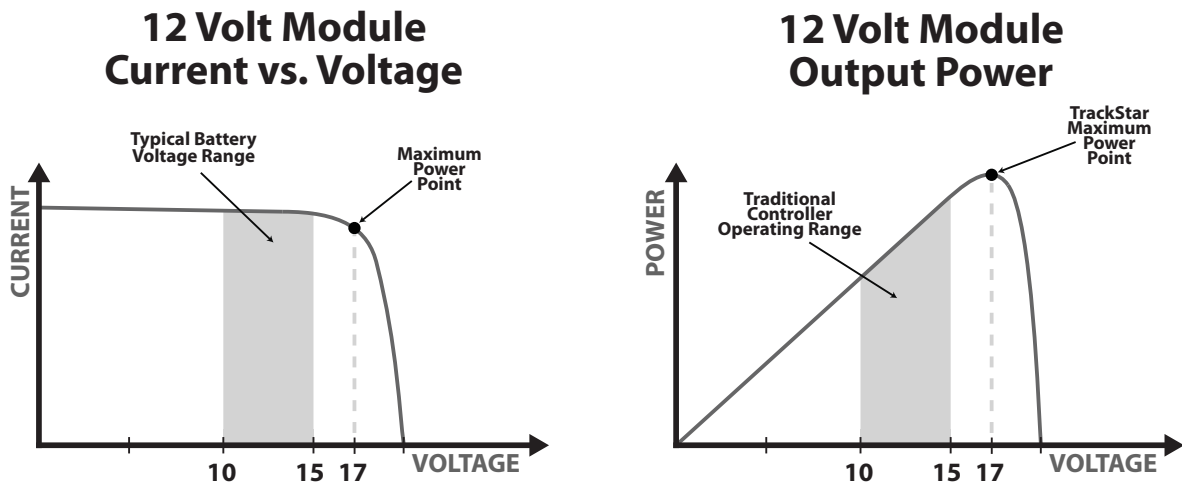 12 Volt Module
Current vs. Voltage
Typical Battery
Voltage Range
Maximum
Power
Point
CURRENT
10
15
17
VOLTAGE
12 Volt Module
Output Power
TrackStar
Maximum
Power
Point
Traditional
Controller
Operating Range
POWER
10
15
17
VOLTAGE